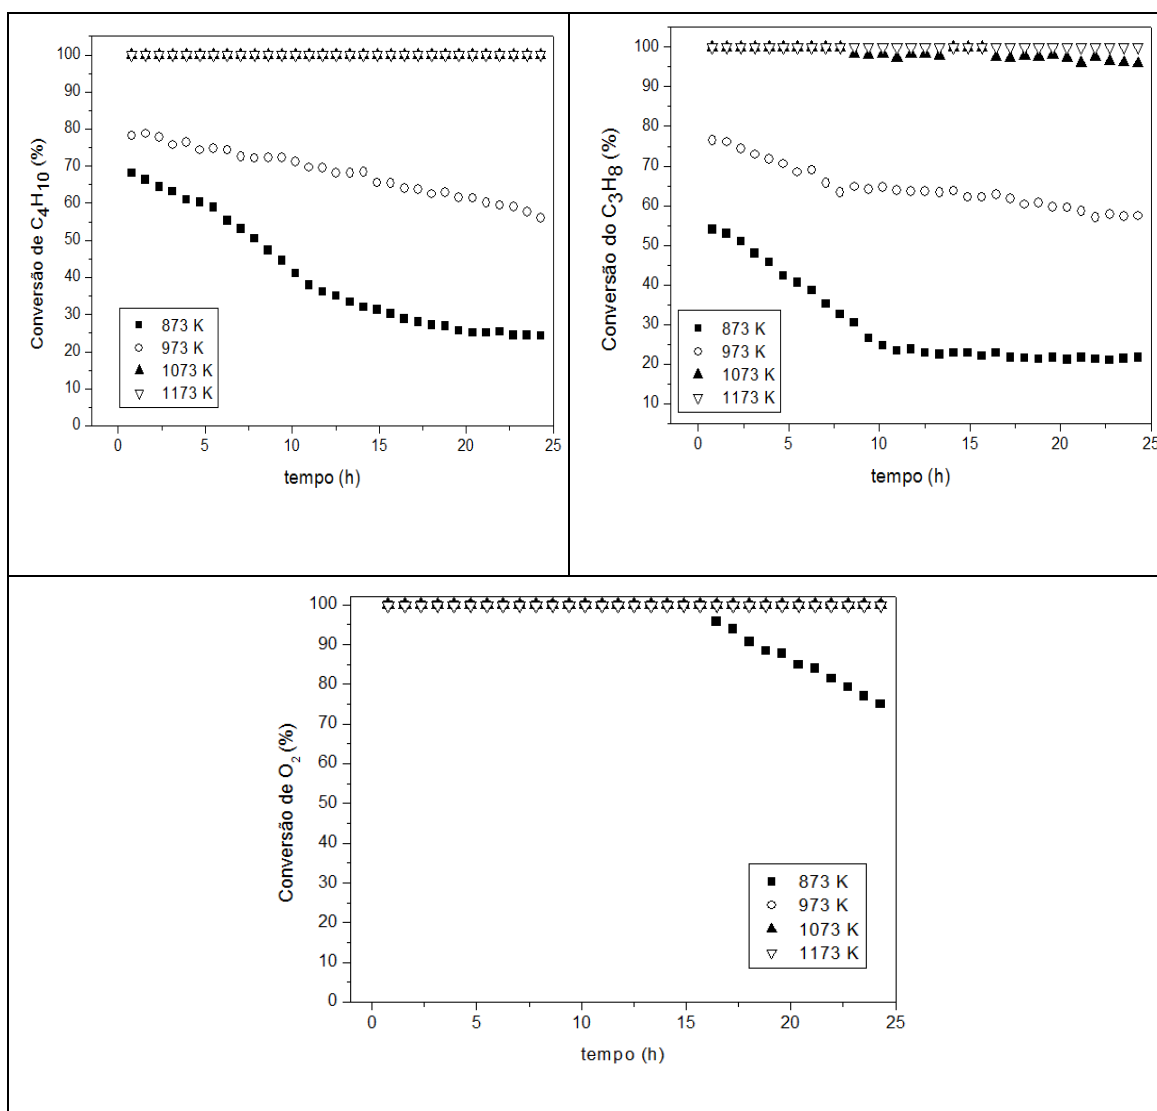 Conversão de C4H10 (%)
100
90
80
70
60
50
40
30
20
10
0
873 K
973 K
1073 K
1173 K
0 5 10 15 20 25
tempo (h)
Conversão do C3H8 (%)
100
90
80
70
60
50
40
30
20
10
873 K
973 K
1073 K
1173 K
0 5 10 15 20 25
tempo (h)
Conversão de O2 (%)
100
90
80
70
60
50
40
30
20
10
0
873 K
973 K
1073 K
1173 K
0 5 10 15 20 25
tempo (h)